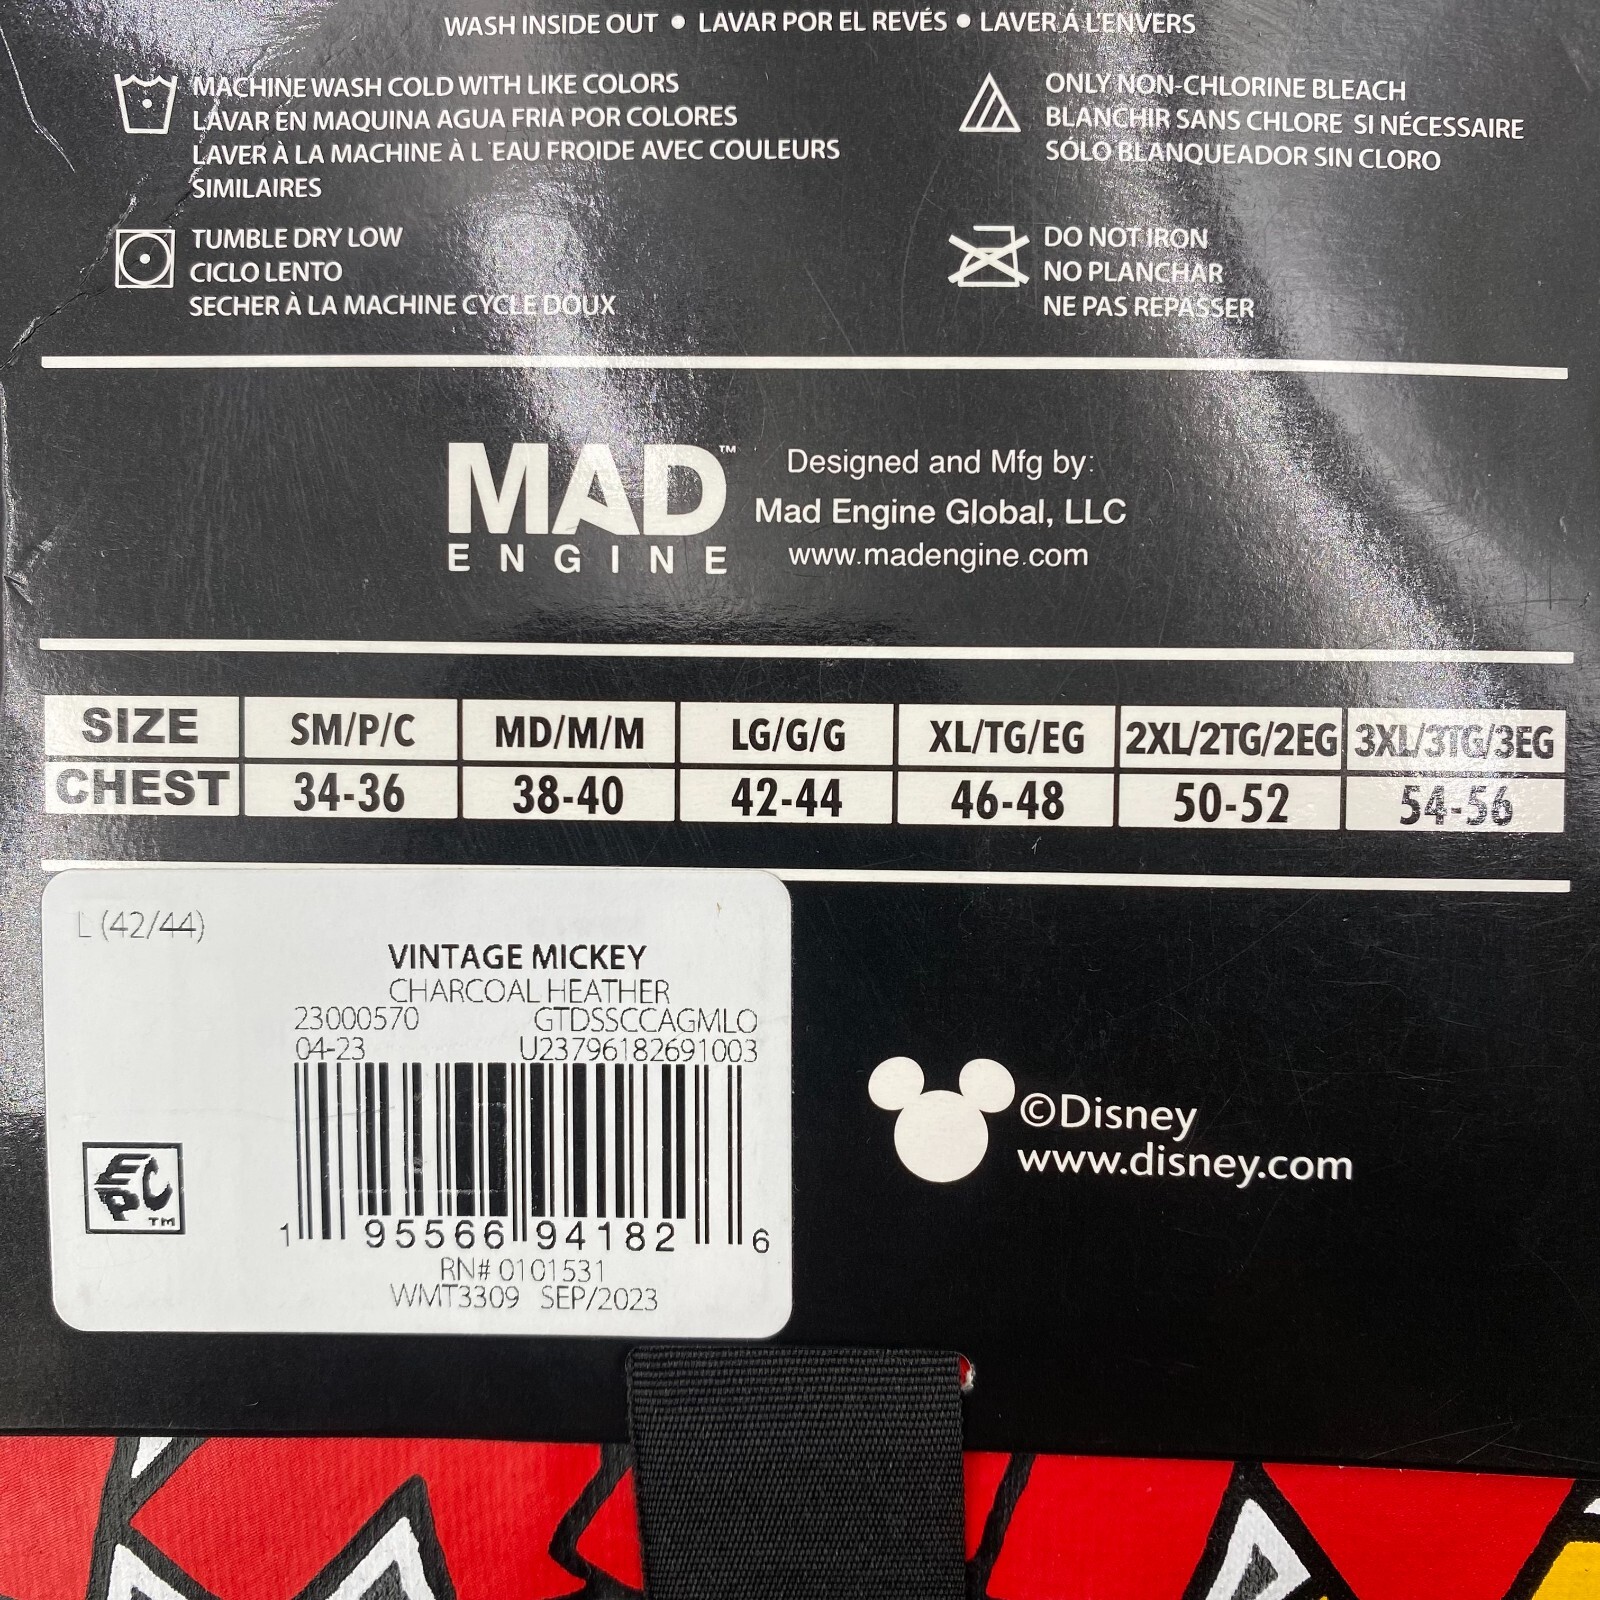 WASH INSIDE OUT • LAVAR POR EL REVÉS • LAVER Á L'ENVERS
MACHINE WASH COLD WITH LIKE COLORS
LAVAR EN MAQUINA AGUA FRIA POR COLORES
LAVER À LA MACHINE À L'EAU FROIDE AVEC COULEURS
SIMILAIRES
ONLY NON-CHLORINE BLEACH
BLANCHIR SANS CHLORE SI NÉCESSAIRE
SÓLO BLANQUEADOR SIN CLORO
TUMBLE DRY LOW
CICLO LENTO
SECHER À LA MACHINE CYCLE DOUX
DO NOT IRON
NO PLANCHAR
NE PAS REPASSER
MAD™
ENGINE
Designed and Mfg by:
Mad Engine Global, LLC
www.madengine.com
SIZE SM/P/C MD/M/M LG/G/G XL/TG/EG 2XL/2TG/2EG 3XL/3TG/3EG
CHEST 34-36 38-40 42-44 46-48 50-52 54-56
L (42/44)
VINTAGE MICKEY
CHARCOAL HEATHER
23000570 GTDSSCCAGMLO
04-23 U23796182691003
EPC™
1 95566 94182 6
RN# 0101531
WMT3309 SEP/2023
©Disney
www.disney.com